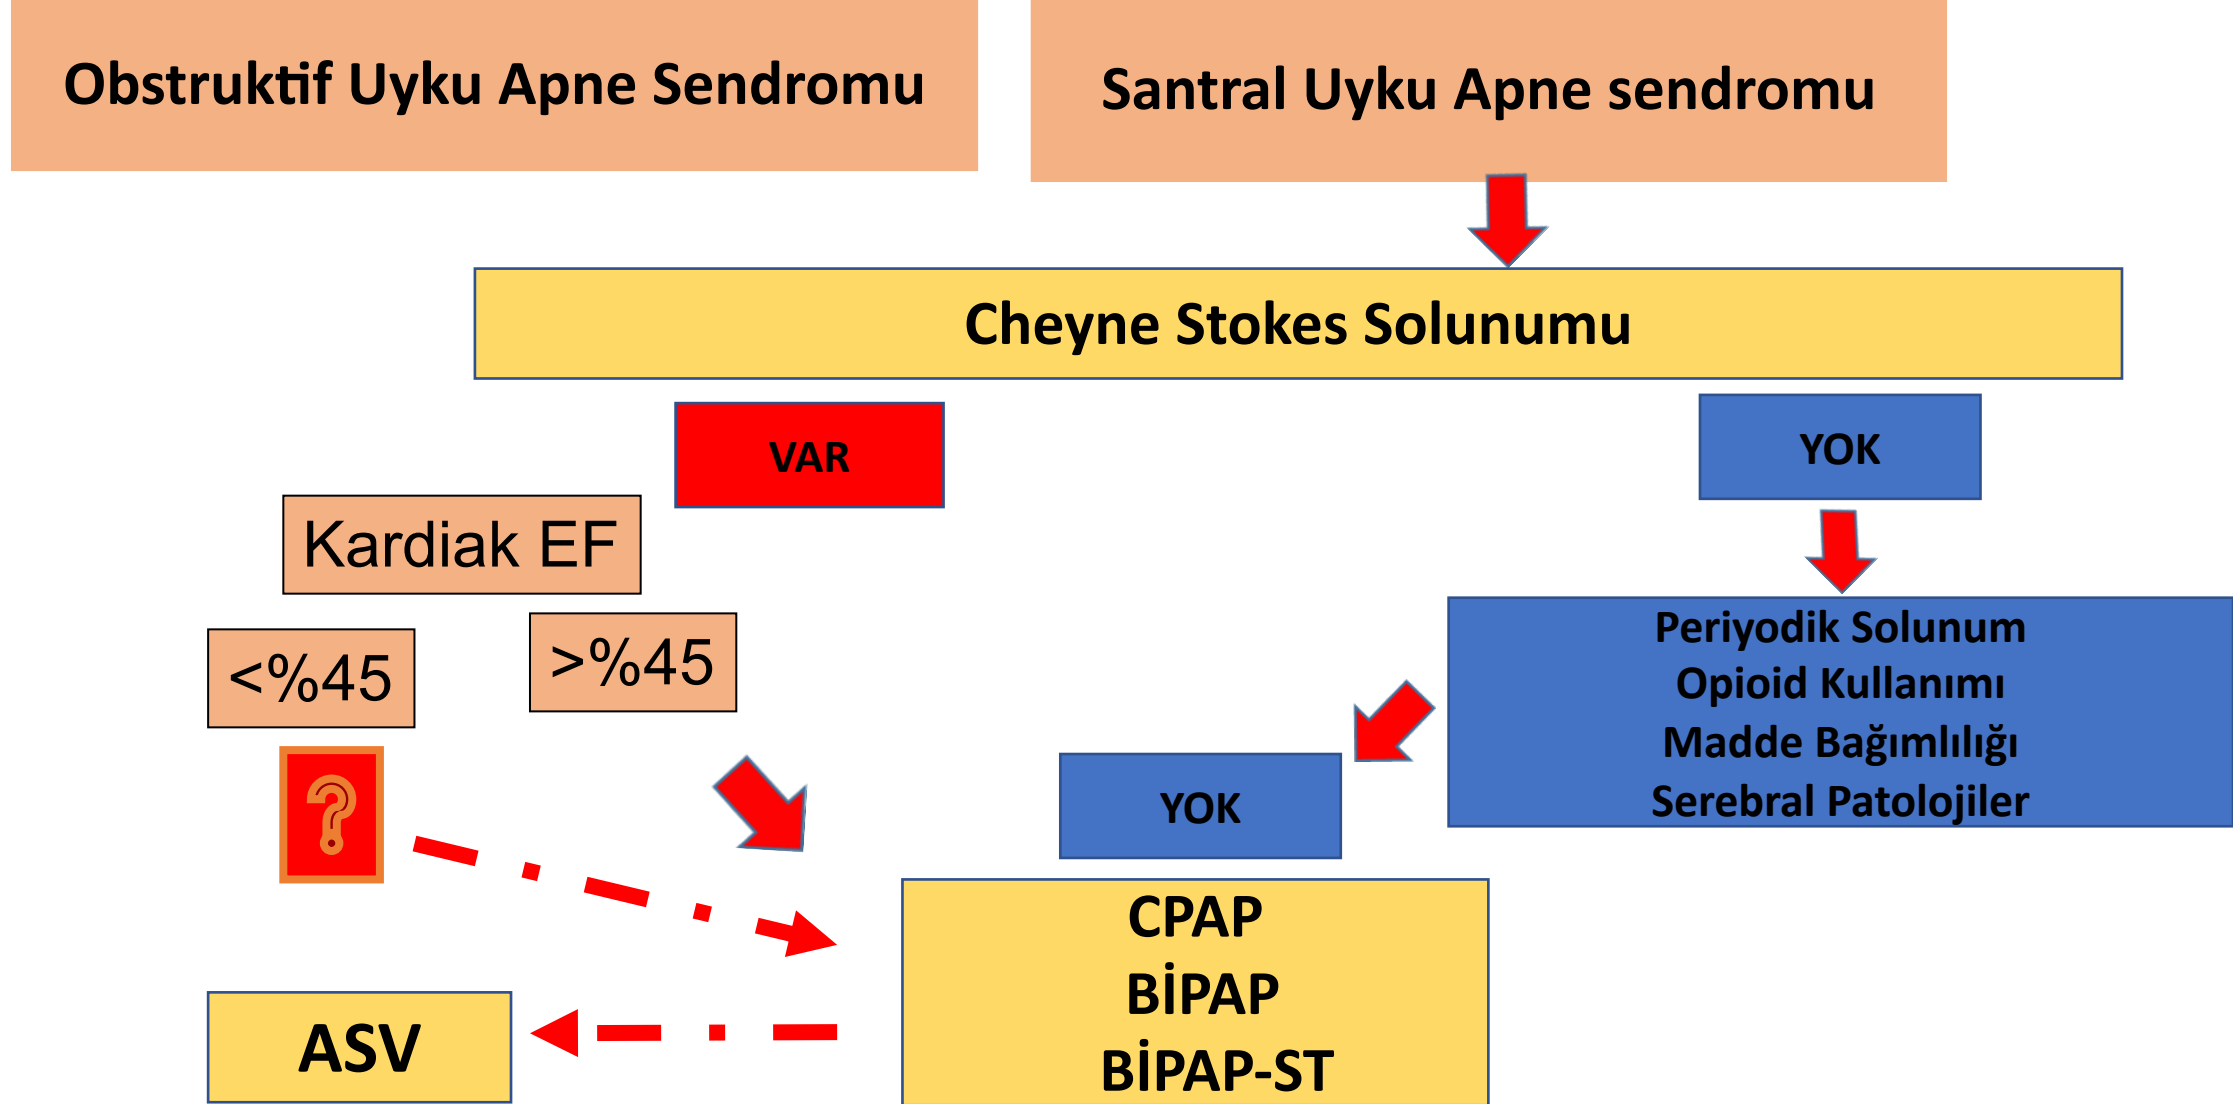 Obstruktif Uyku Apne Sendromu
Santral Uyku Apne sendromu
Cheyne Stokes Solunumu
VAR
YOK
Kardiak EF
<%45
>%45
?
Periyodik Solunum
Opioid Kullanımı
Madde Bağımlılığı
Serebral Patolojiler
YOK
CPAP
BİPAP
BİPAP-ST
ASV